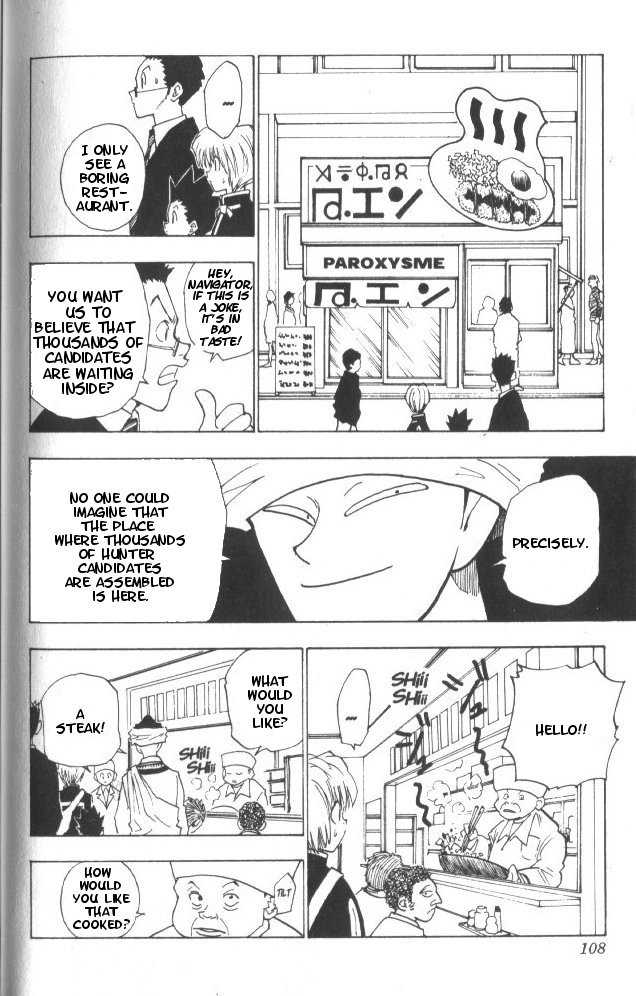 PAROXYSME
...
I ONLY
SEE A
BORING
REST-
AURANT.
HEY,
NAVIGATOR,
IF THIS IS
A JOKE,
IT'S IN
BAD
TASTE!
YOU WANT
US TO
BELIEVE THAT
THOUSANDS OF
CANDIDATES
ARE WAITING
INSIDE?
PRECISELY.
NO ONE COULD
IMAGINE THAT
THE PLACE
WHERE THOUSANDS
OF HUNTER
CANDIDATES
ARE ASSEMBLED
IS HERE.
HELLO!!
SHiii
SHiii
...
WHAT
WOULD
YOU
LIKE?
SHiii
SHiii
A
STEAK!
TILT
HOW
WOULD
YOU LIKE
THAT
COOKED?
108